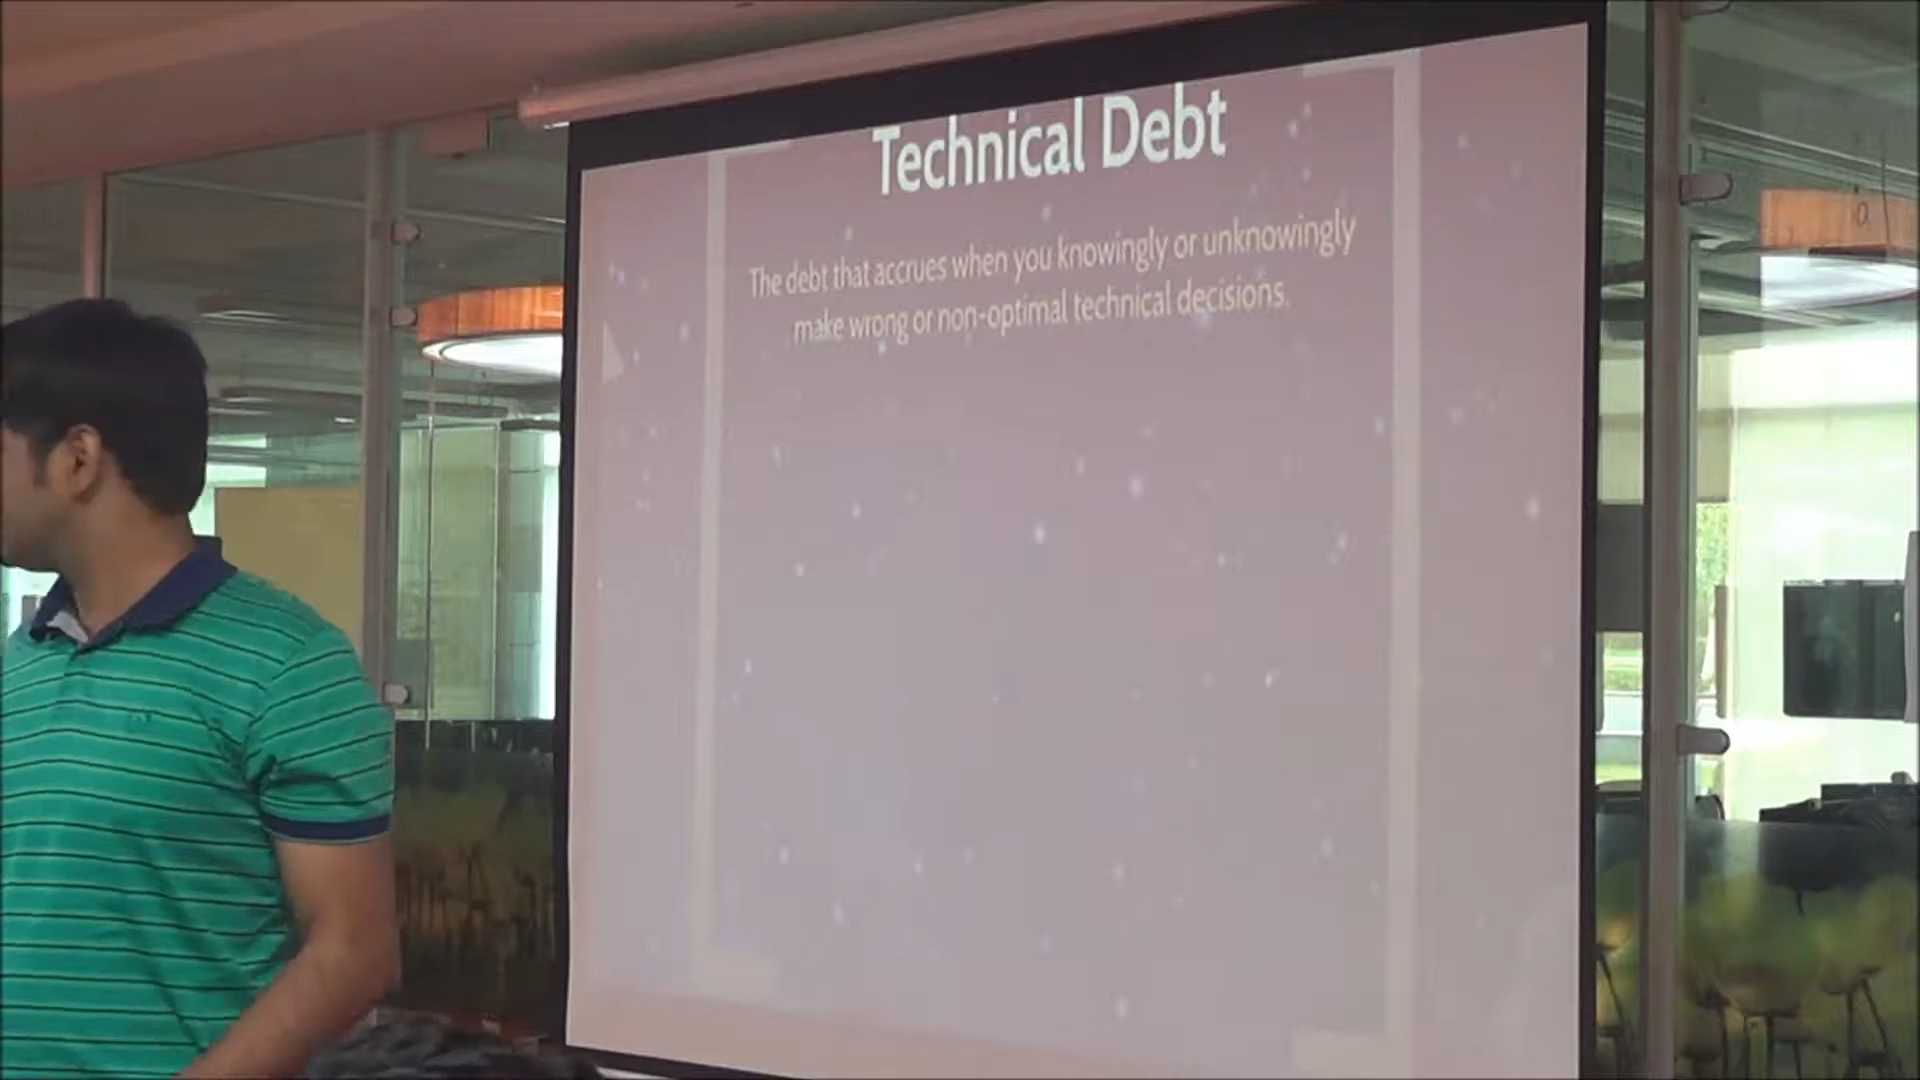 Technical Debt
The debt that accrues when you knowingly or unknowingly
make wrong or non-optimal technical decisions.